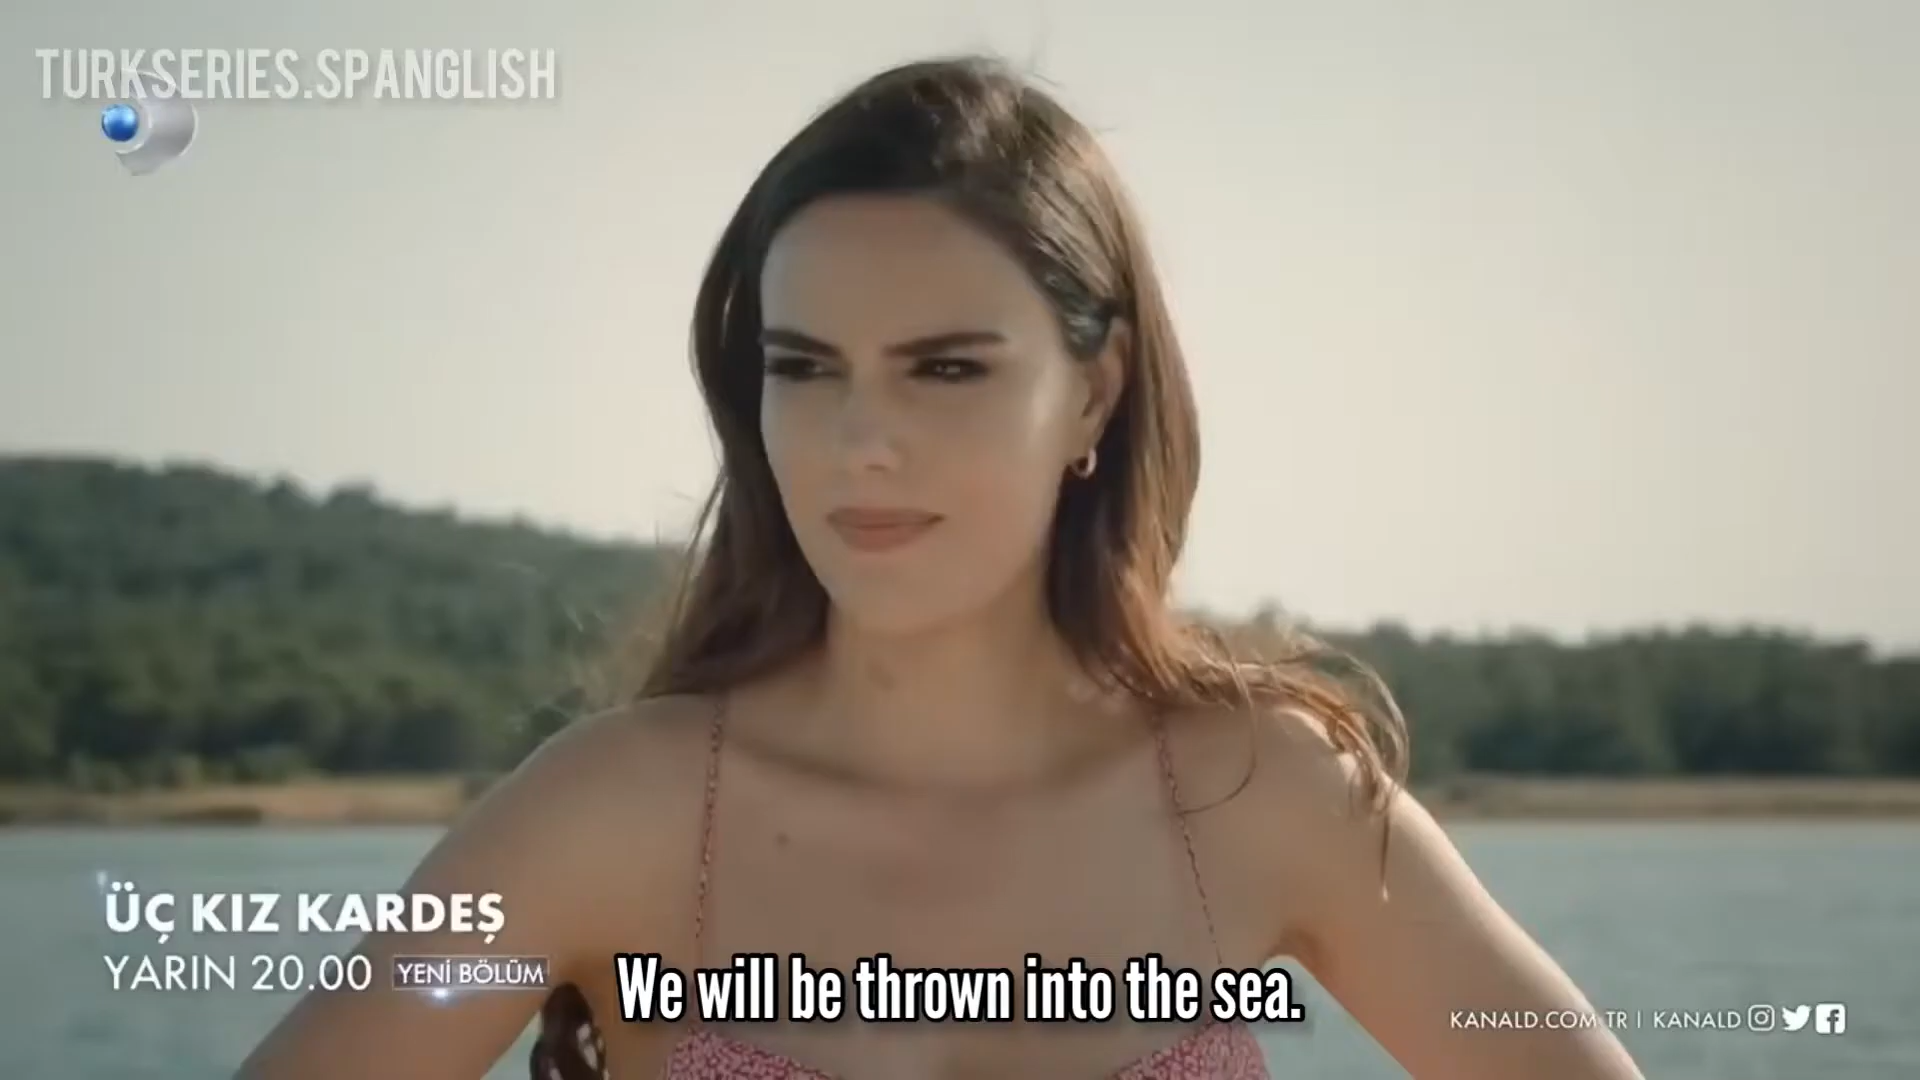 TURKSERIES.SPANGLISH
ÜÇ KIZ KARDEŞ
YARIN 20.00 YENİ BÖLÜM
We will be thrown into the sea.
KANALD.COM.TR | KANALD